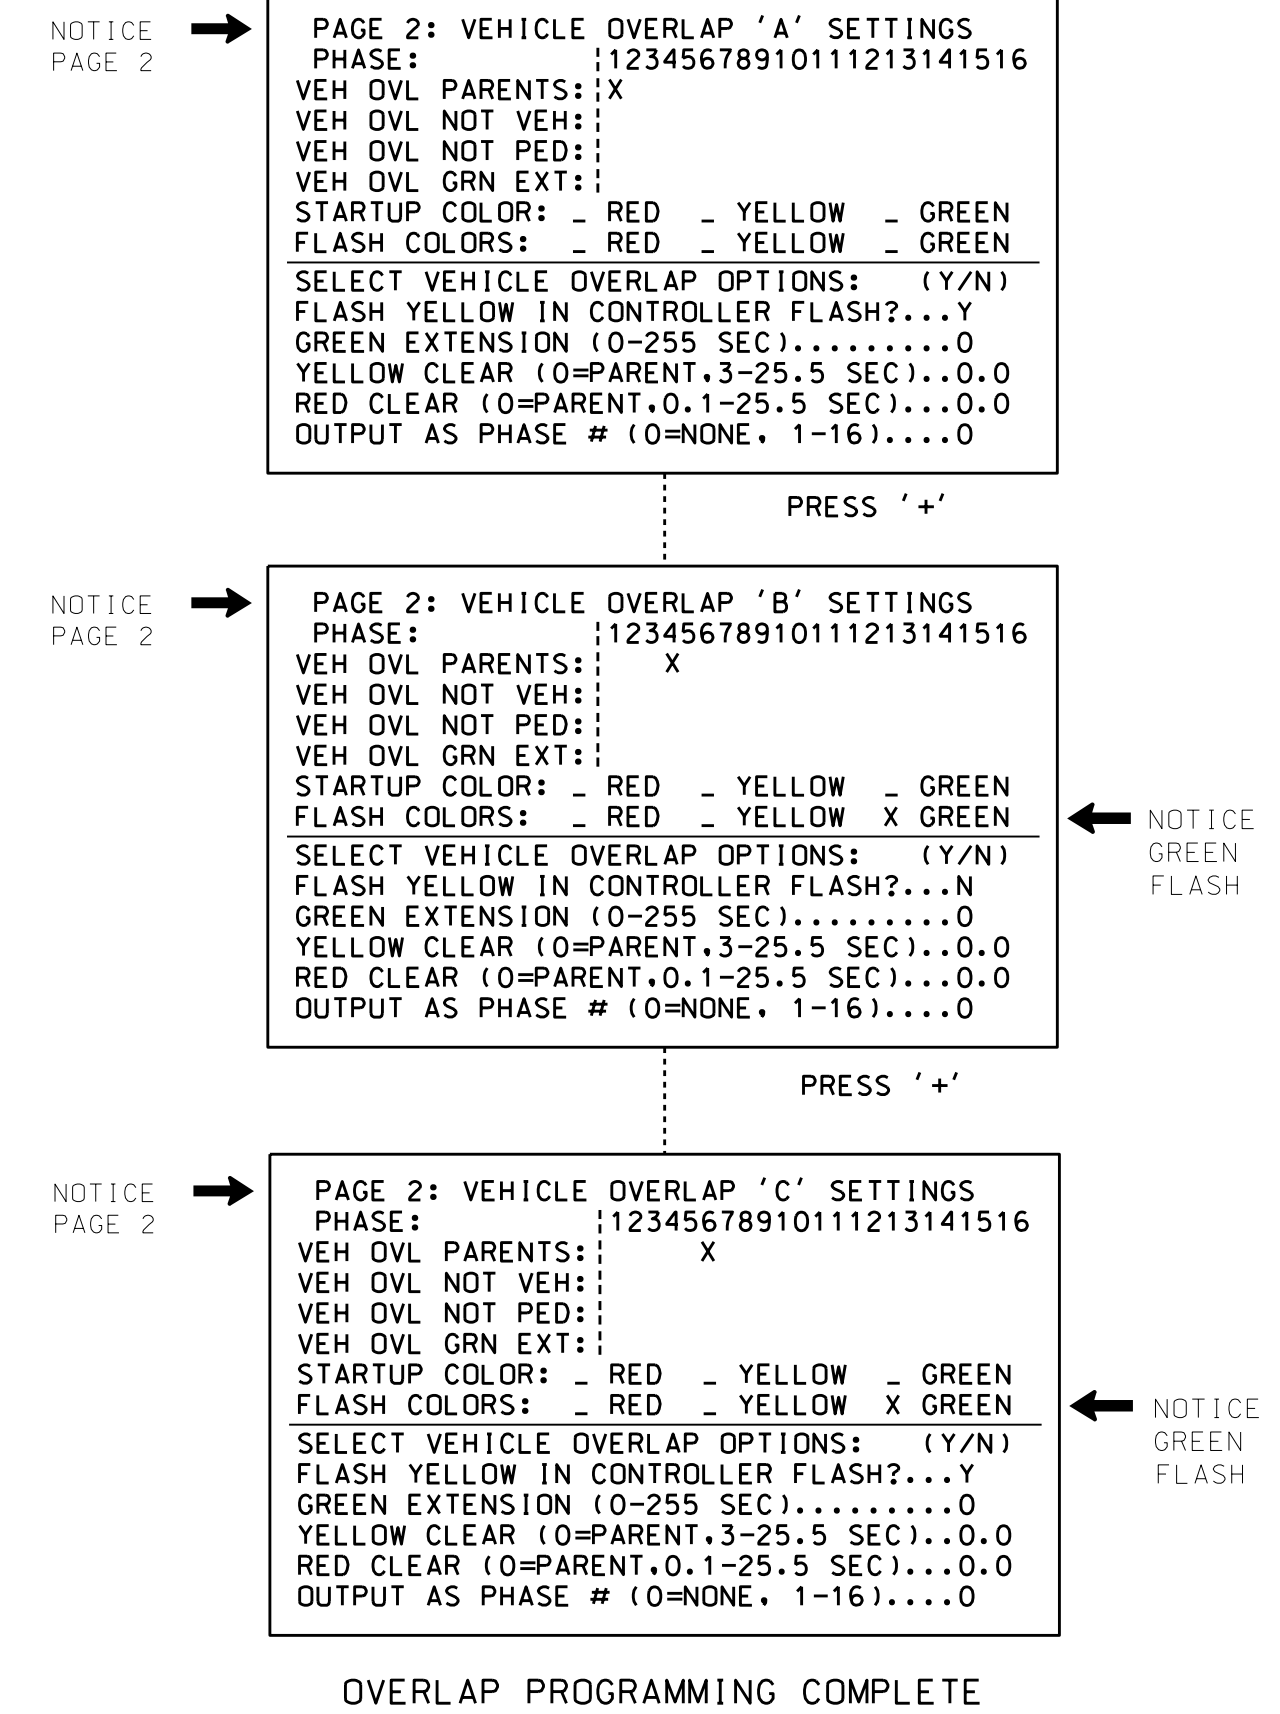 NOTICE
PAGE 2
PAGE 2: VEHICLE OVERLAP 'A' SETTINGS
PHASE: 12345678910111213141516
VEH OVL PARENTS: X
VEH OVL NOT VEH:
VEH OVL NOT PED:
VEH OVL GRN EXT:
STARTUP COLOR: _ RED _ YELLOW _ GREEN
FLASH COLORS: _ RED _ YELLOW _ GREEN
SELECT VEHICLE OVERLAP OPTIONS: (Y/N)
FLASH YELLOW IN CONTROLLER FLASH?...Y
GREEN EXTENSION (0-255 SEC).........0
YELLOW CLEAR (0=PARENT,3-25.5 SEC)..0.0
RED CLEAR (0=PARENT,0.1-25.5 SEC)...0.0
OUTPUT AS PHASE # (0=NONE, 1-16)....0
PRESS '+'
NOTICE
PAGE 2
PAGE 2: VEHICLE OVERLAP 'B' SETTINGS
PHASE: 12345678910111213141516
VEH OVL PARENTS: X
VEH OVL NOT VEH:
VEH OVL NOT PED:
VEH OVL GRN EXT:
STARTUP COLOR: _ RED _ YELLOW _ GREEN
FLASH COLORS: _ RED _ YELLOW X GREEN
NOTICE
GREEN
FLASH
SELECT VEHICLE OVERLAP OPTIONS: (Y/N)
FLASH YELLOW IN CONTROLLER FLASH?...N
GREEN EXTENSION (0-255 SEC).........0
YELLOW CLEAR (0=PARENT,3-25.5 SEC)..0.0
RED CLEAR (0=PARENT,0.1-25.5 SEC)...0.0
OUTPUT AS PHASE # (0=NONE, 1-16)....0
PRESS '+'
NOTICE
PAGE 2
PAGE 2: VEHICLE OVERLAP 'C' SETTINGS
PHASE: 12345678910111213141516
VEH OVL PARENTS: X
VEH OVL NOT VEH:
VEH OVL NOT PED:
VEH OVL GRN EXT:
STARTUP COLOR: _ RED _ YELLOW _ GREEN
FLASH COLORS: _ RED _ YELLOW X GREEN
NOTICE
GREEN
FLASH
SELECT VEHICLE OVERLAP OPTIONS: (Y/N)
FLASH YELLOW IN CONTROLLER FLASH?...Y
GREEN EXTENSION (0-255 SEC).........0
YELLOW CLEAR (0=PARENT,3-25.5 SEC)..0.0
RED CLEAR (0=PARENT,0.1-25.5 SEC)...0.0
OUTPUT AS PHASE # (0=NONE, 1-16)....0
OVERLAP PROGRAMMING COMPLETE